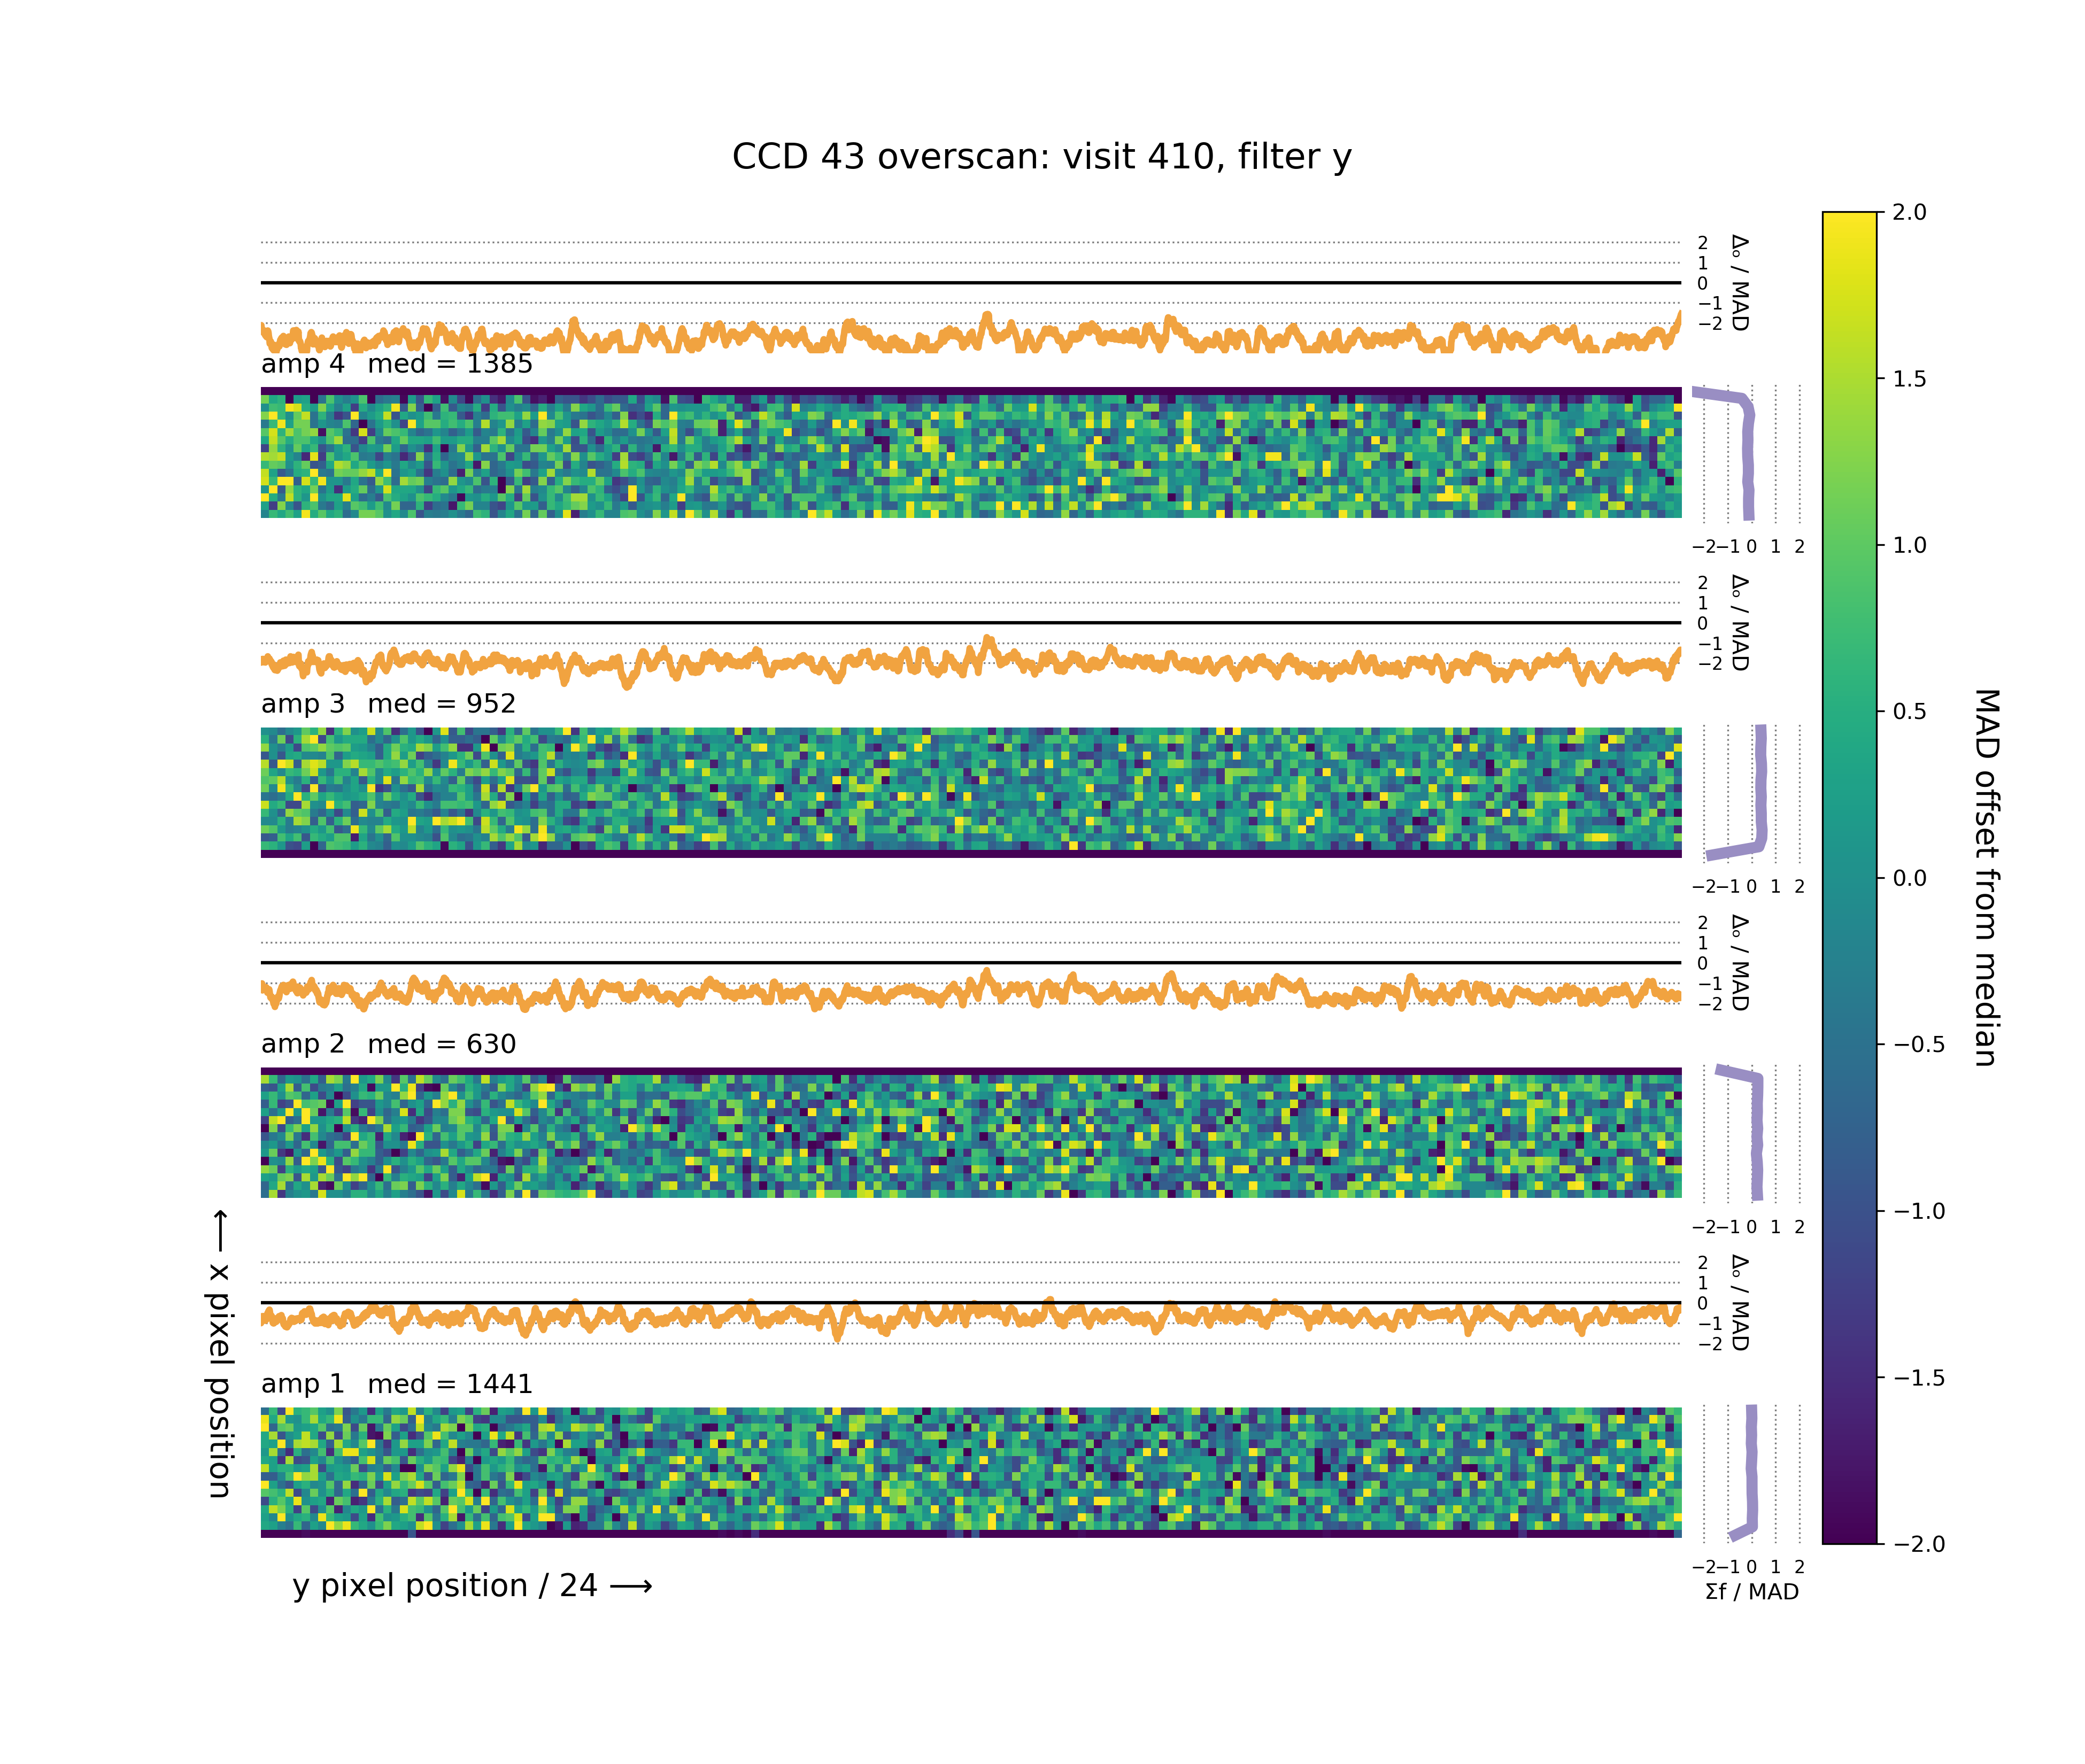 CCD 43 overscan: visit 410, filter y
2
1
0
−1
−2
Δₒ / MAD
amp 4 med = 1385
−2 −1 0 1 2
2
1
0
−1
−2
Δₒ / MAD
amp 3 med = 952
−2 −1 0 1 2
2
1
0
−1
−2
Δₒ / MAD
amp 2 med = 630
−2 −1 0 1 2
2
1
0
−1
−2
Δₒ / MAD
amp 1 med = 1441
−2 −1 0 1 2
Σf / MAD
x pixel position ⟶
y pixel position / 24 ⟶
2.0
1.5
1.0
0.5
0.0
−0.5
−1.0
−1.5
−2.0
MAD offset from median